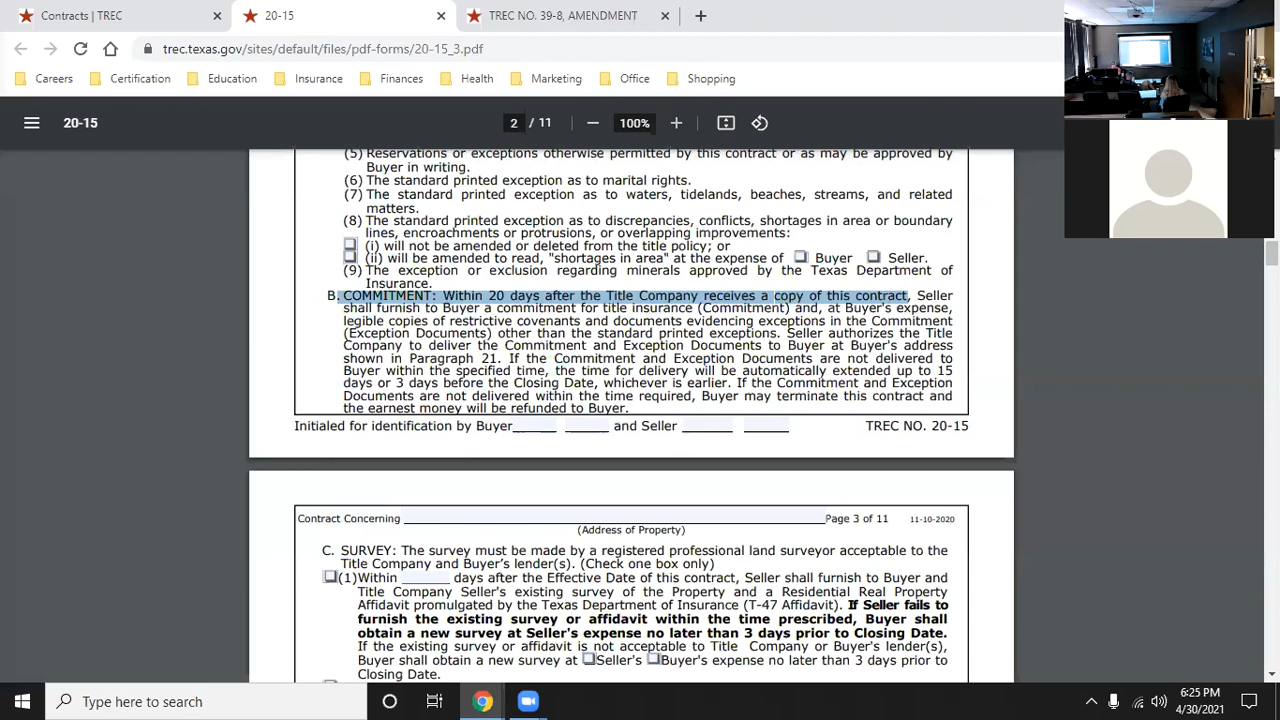 Contracts | TREC
20-15
TREC NO. 39-8, AMENDMENT
trec.texas.gov/sites/default/files/pdf-forms/20-15_3.pdf
Careers
Certification
Education
Insurance
Finances
Health
Marketing
Office
Shopping
20-15
2 / 11
100%
(5) Reservations or exceptions otherwise permitted by this contract or as may be approved by
Buyer in writing.
(6) The standard printed exception as to marital rights.
(7) The standard printed exception as to waters, tidelands, beaches, streams, and related
matters.
(8) The standard printed exception as to discrepancies, conflicts, shortages in area or boundary
lines, encroachments or protrusions, or overlapping improvements:
(i) will not be amended or deleted from the title policy; or
(ii) will be amended to read, "shortages in area" at the expense of Buyer Seller.
(9) The exception or exclusion regarding minerals approved by the Texas Department of
Insurance.
B. COMMITMENT: Within 20 days after the Title Company receives a copy of this contract, Seller
shall furnish to Buyer a commitment for title insurance (Commitment) and, at Buyer's expense,
legible copies of restrictive covenants and documents evidencing exceptions in the Commitment
(Exception Documents) other than the standard printed exceptions. Seller authorizes the Title
Company to deliver the Commitment and Exception Documents to Buyer at Buyer's address
shown in Paragraph 21. If the Commitment and Exception Documents are not delivered to
Buyer within the specified time, the time for delivery will be automatically extended up to 15
days or 3 days before the Closing Date, whichever is earlier. If the Commitment and Exception
Documents are not delivered within the time required, Buyer may terminate this contract and
the earnest money will be refunded to Buyer.
Initialed for identification by Buyer_____ _____ and Seller _____ _____ TREC NO. 20-15
Contract Concerning _____ Page 3 of 11 11-10-2020
(Address of Property)
C. SURVEY: The survey must be made by a registered professional land surveyor acceptable to the
Title Company and Buyer's lender(s). (Check one box only)
(1)Within _____ days after the Effective Date of this contract, Seller shall furnish to Buyer and
Title Company Seller's existing survey of the Property and a Residential Real Property
Affidavit promulgated by the Texas Department of Insurance (T-47 Affidavit). If Seller fails to
furnish the existing survey or affidavit within the time prescribed, Buyer shall
obtain a new survey at Seller's expense no later than 3 days prior to Closing Date.
If the existing survey or affidavit is not acceptable to Title Company or Buyer's lender(s),
Buyer shall obtain a new survey at Seller's Buyer's expense no later than 3 days prior to
Closing Date.
Type here to search
6:25 PM
4/30/2021